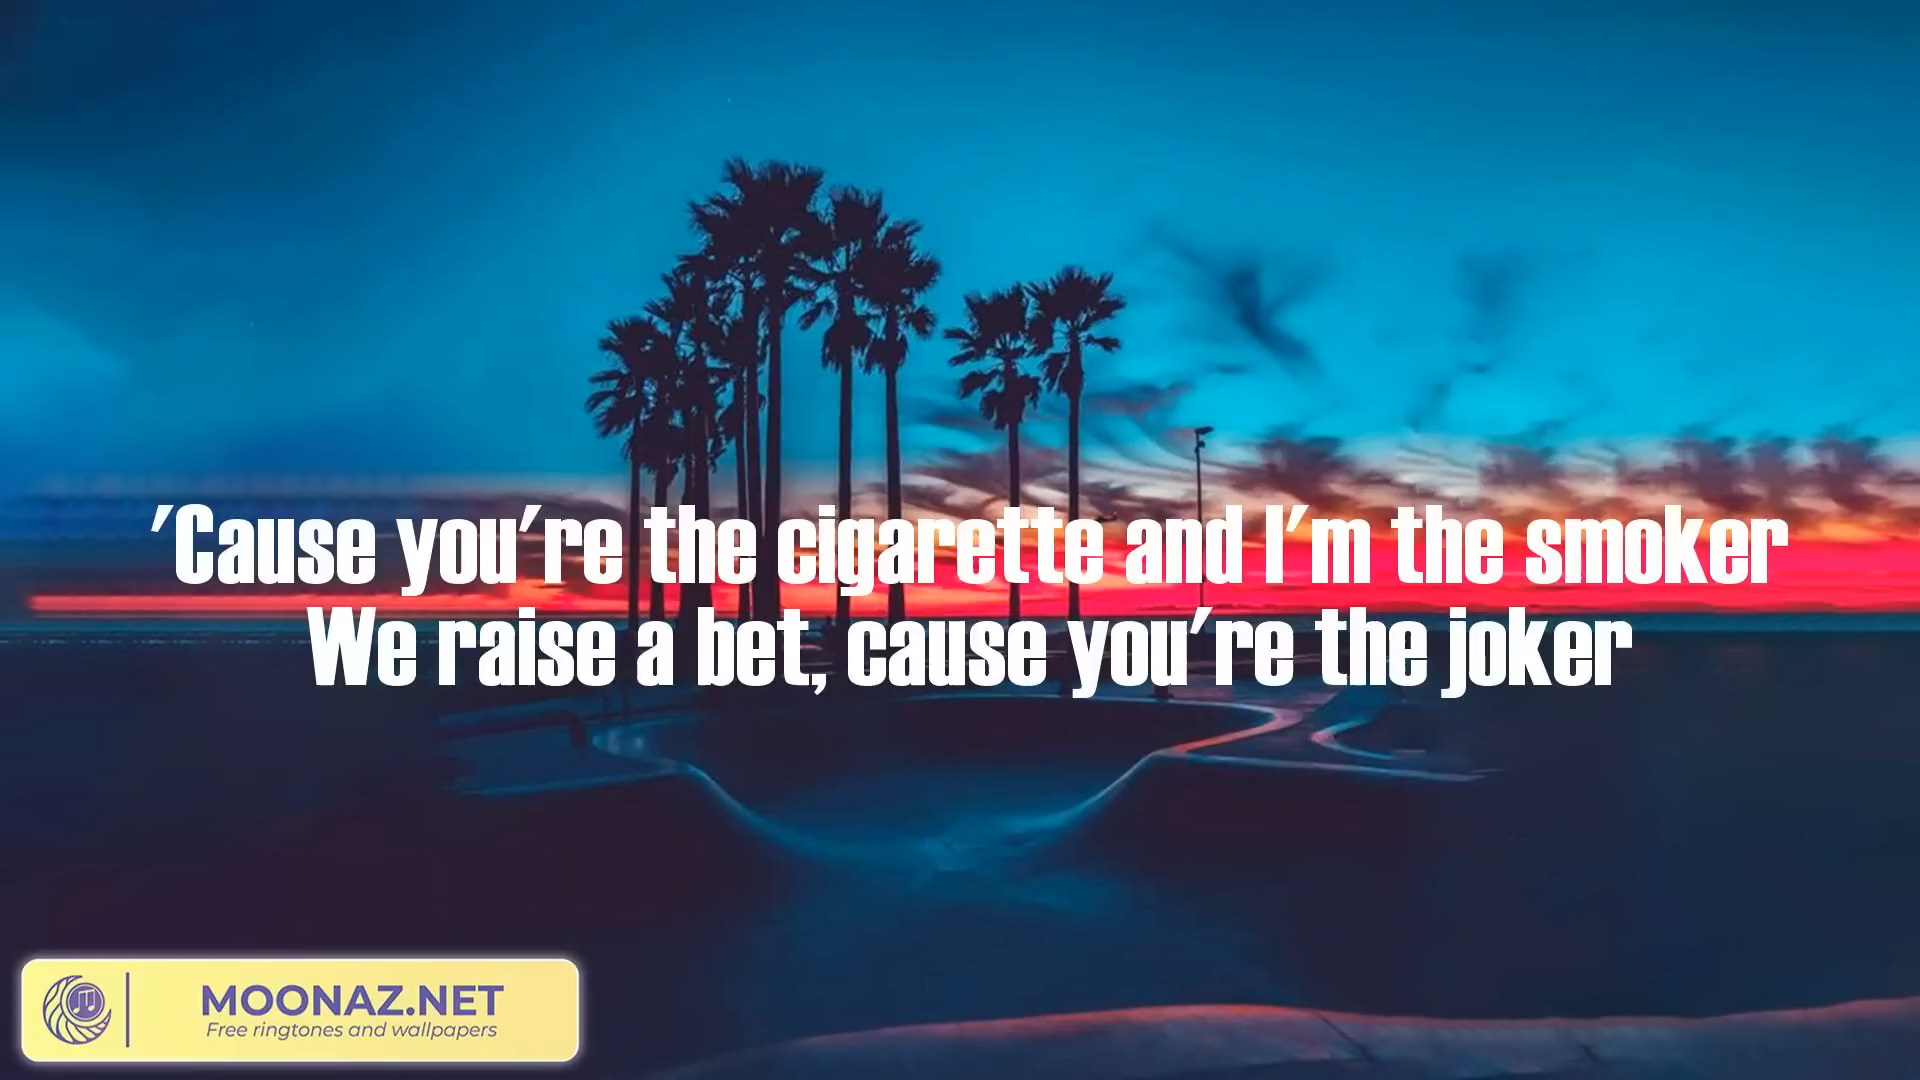 'Cause you're the cigarette and I'm the smoker
We raise a bet, cause you're the joker
MOONAZ.NET
Free ringtones and wallpapers